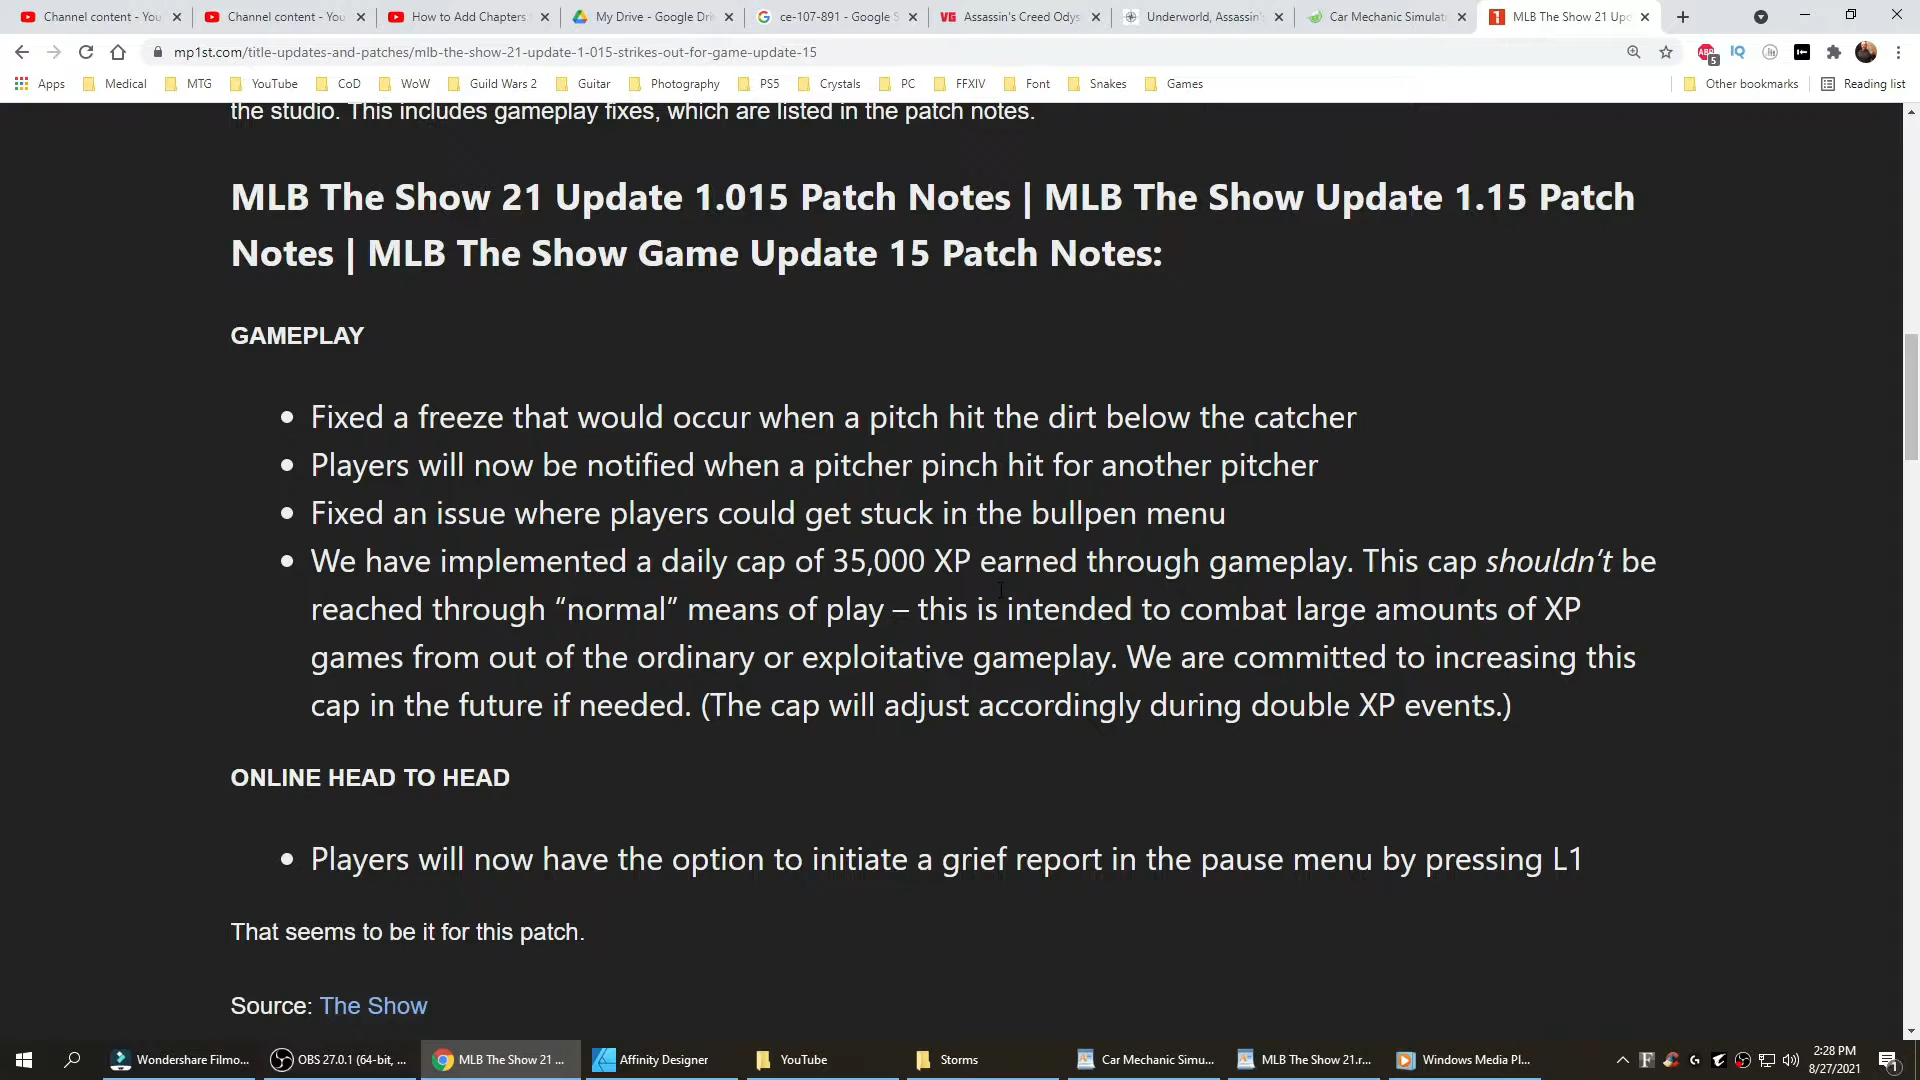 Channel content - You
Channel content - You
How to Add Chapters
My Drive - Google Dri
ce-107-891 - Google S
Assassin's Creed Odys
Underworld, Assassin's
Car Mechanic Simulat
MLB The Show 21 Upd
mp1st.com/title-updates-and-patches/mlb-the-show-21-update-1-015-strikes-out-for-game-update-15
Apps Medical MTG YouTube CoD WoW Guild Wars 2 Guitar Photography PS5 Crystals PC FFXIV Font Snakes Games Other bookmarks Reading list
the studio. This includes gameplay fixes, which are listed in the patch notes.
MLB The Show 21 Update 1.015 Patch Notes | MLB The Show Update 1.15 Patch
Notes | MLB The Show Game Update 15 Patch Notes:
GAMEPLAY
Fixed a freeze that would occur when a pitch hit the dirt below the catcher
Players will now be notified when a pitcher pinch hit for another pitcher
Fixed an issue where players could get stuck in the bullpen menu
We have implemented a daily cap of 35,000 XP earned through gameplay. This cap shouldn't be
reached through “normal” means of play – this is intended to combat large amounts of XP
games from out of the ordinary or exploitative gameplay. We are committed to increasing this
cap in the future if needed. (The cap will adjust accordingly during double XP events.)
ONLINE HEAD TO HEAD
Players will now have the option to initiate a grief report in the pause menu by pressing L1
That seems to be it for this patch.
Source: The Show
Wondershare Filmo...
OBS 27.0.1 (64-bit, ...
MLB The Show 21 ...
Affinity Designer
YouTube
Storms
Car Mechanic Simu...
MLB The Show 21.r...
Windows Media Pl...
2:28 PM
8/27/2021